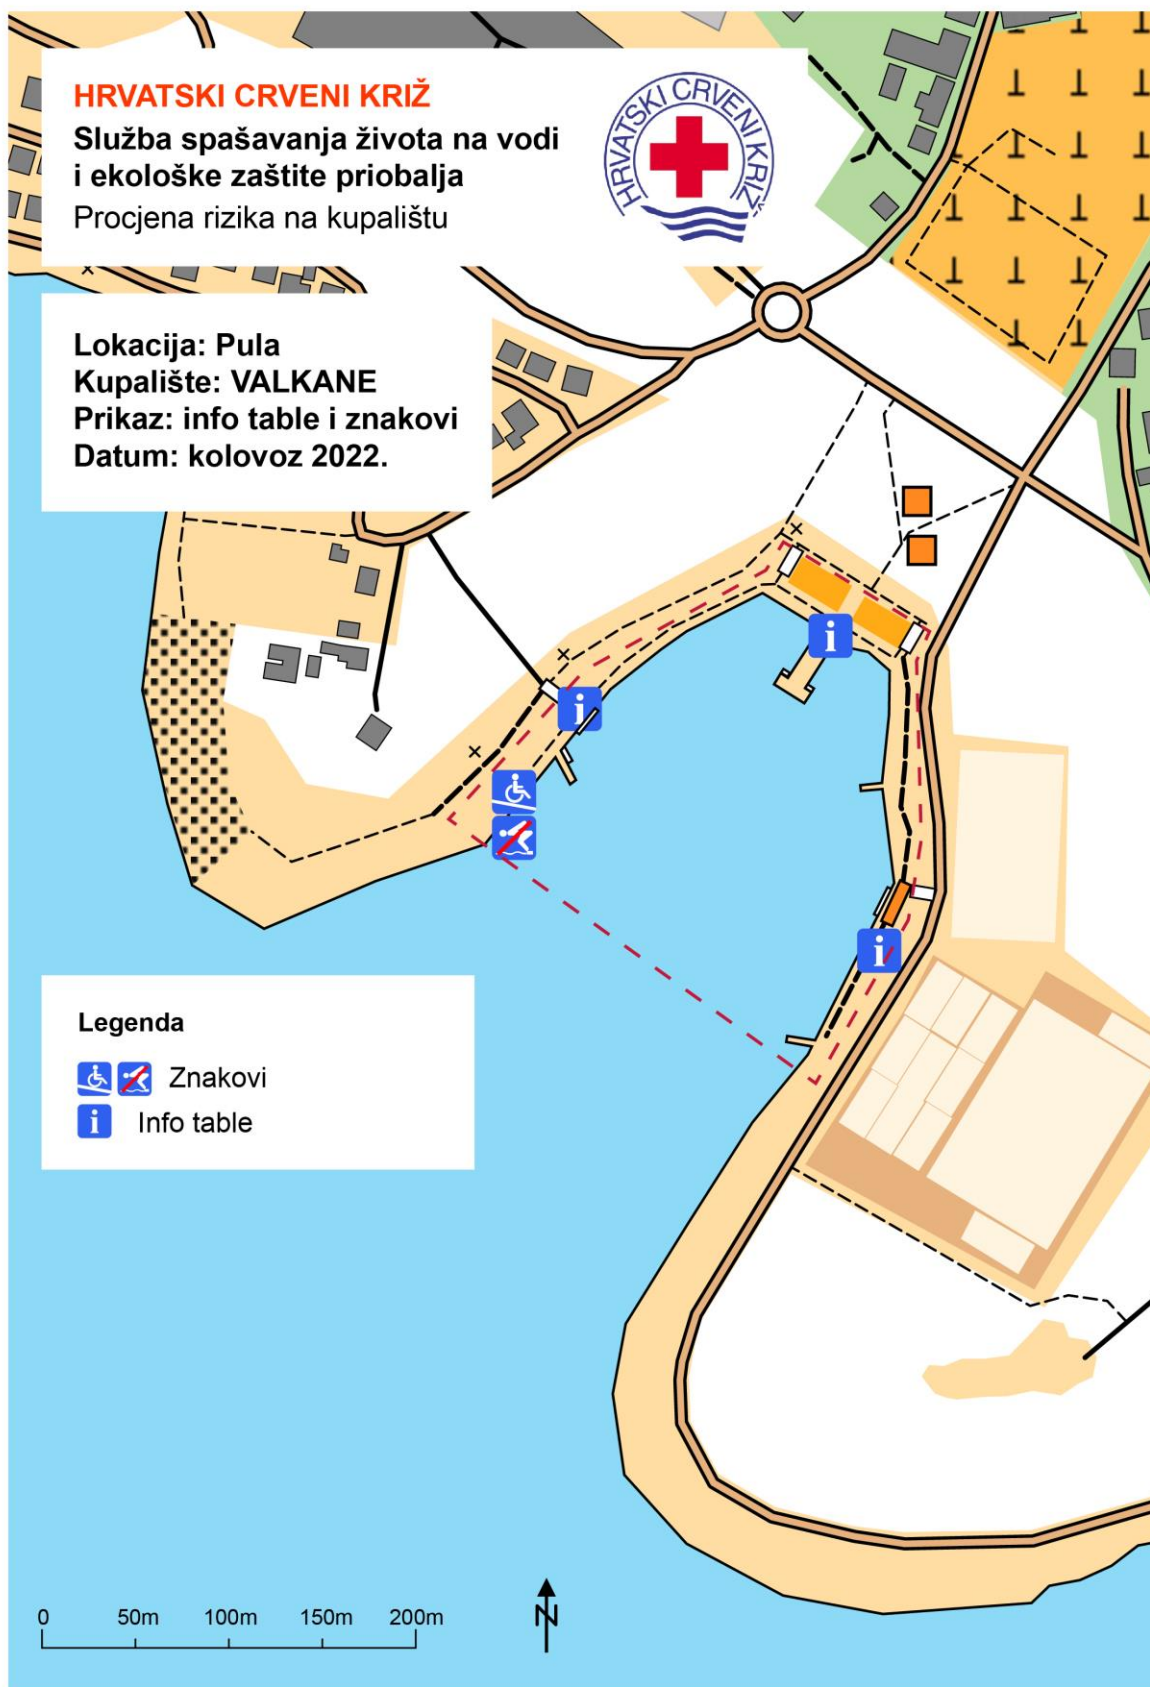 HRVATSKI CRVENI KRIŽ
Služba spašavanja života na vodi
i ekološke zaštite priobalja
Procjena rizika na kupalištu
HRVATSKI CRVENI KRIŽ
Lokacija: Pula
Kupalište: VALKANE
Prikaz: info table i znakovi
Datum: kolovoz 2022.
i
i
i
Legenda
Znakovi
i Info table
0 50m 100m 150m 200m
N